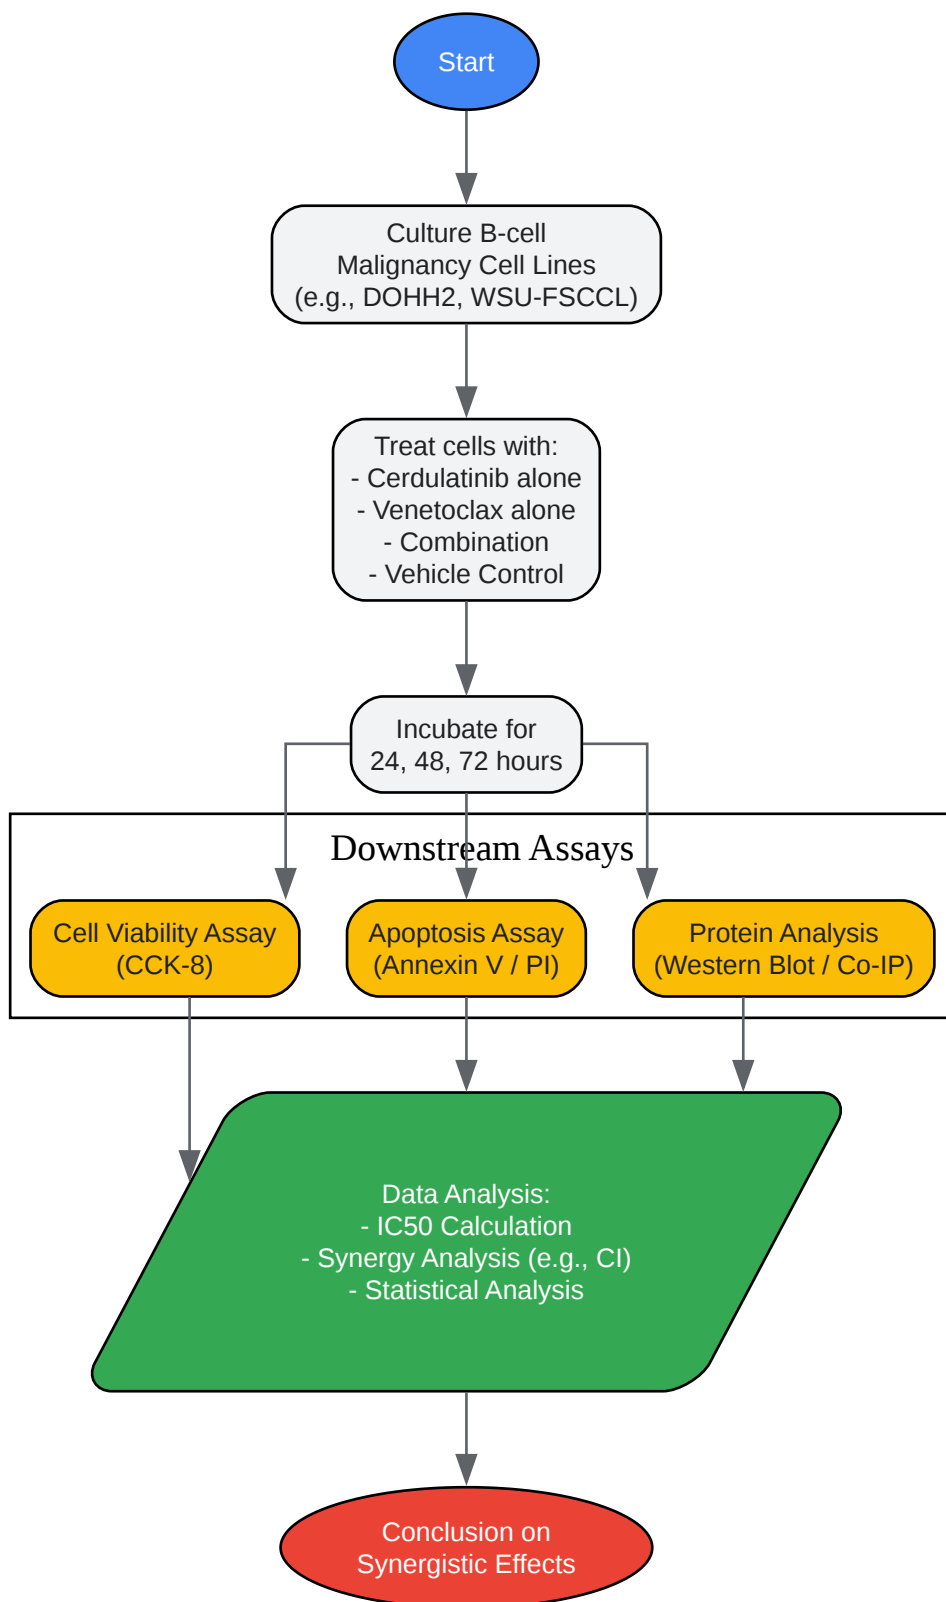 Start
Culture B-cell
Malignancy Cell Lines
(e.g., DOHH2, WSU-FSCCL)
Treat cells with:
- Cerdulatinib alone
- Venetoclax alone
- Combination
- Vehicle Control
Incubate for
24, 48, 72 hours
Downstream Assays
Cell Viability Assay
(CCK-8)
Apoptosis Assay
(Annexin V / PI)
Protein Analysis
(Western Blot / Co-IP)
Data Analysis:
- IC50 Calculation
- Synergy Analysis (e.g., CI)
- Statistical Analysis
Conclusion on
Synergistic Effects